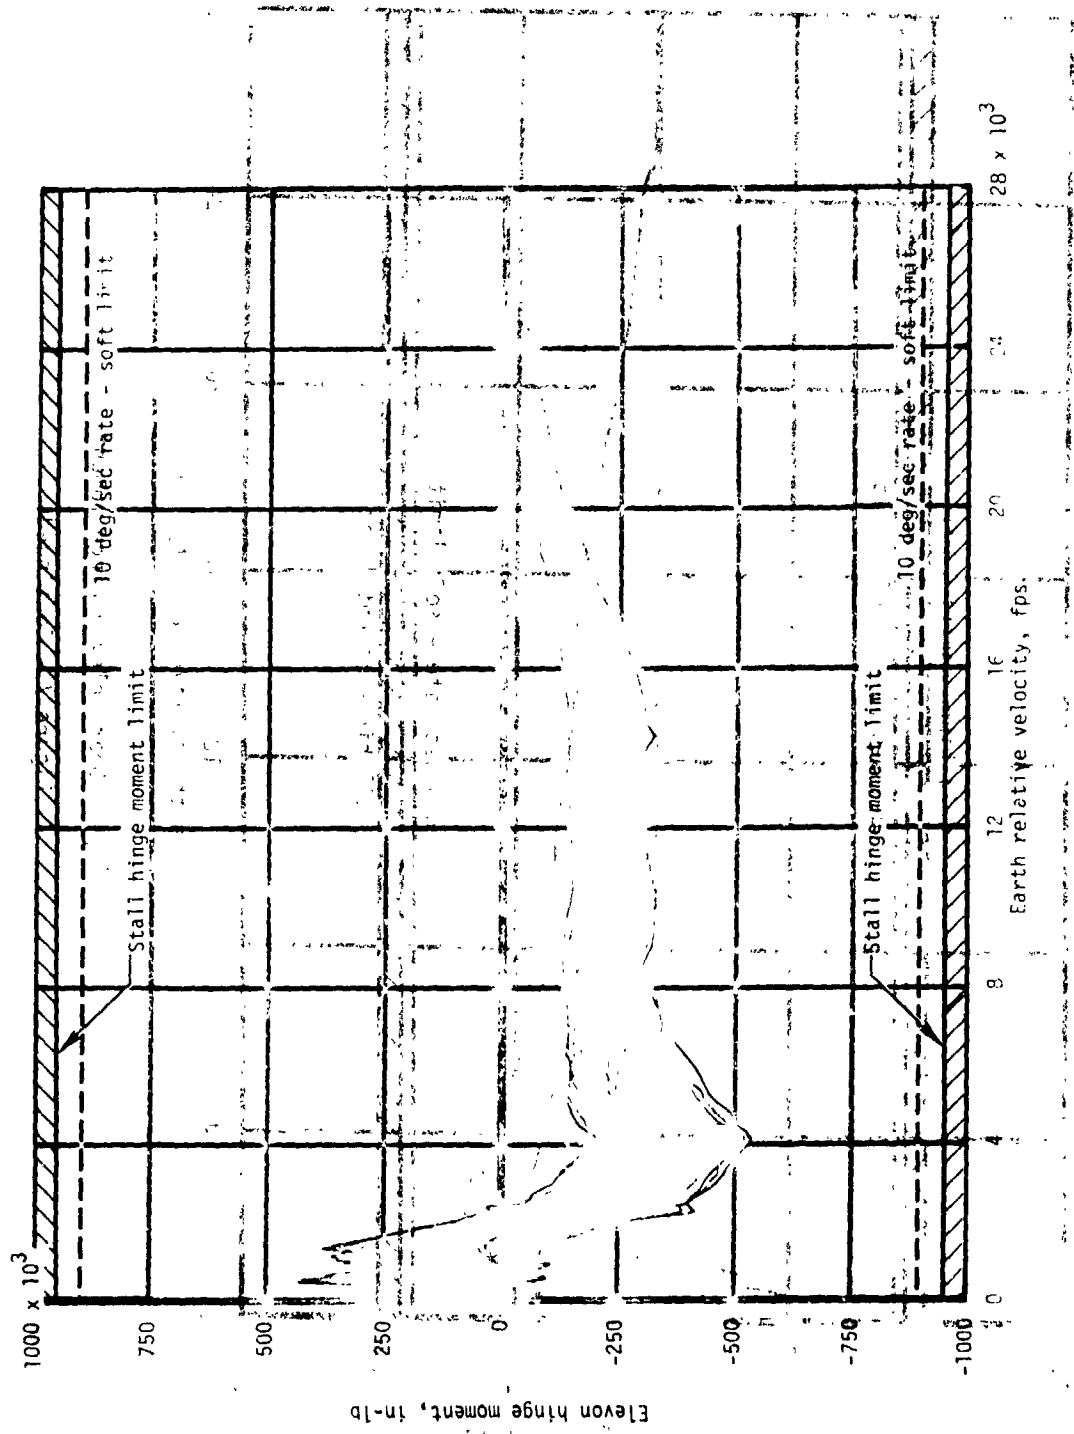 1000 x 10³
750
500
250
0
-250
-500
-750
-1000
Elevon hinge moment, in-lb
10 deg/sec rate - soft limit
Stall hinge moment limit
Stall hinge moment limit
10 deg/sec rate - soft limit
0
4
8
12
16
20
24
28 x 10³
Earth relative velocity, fps.